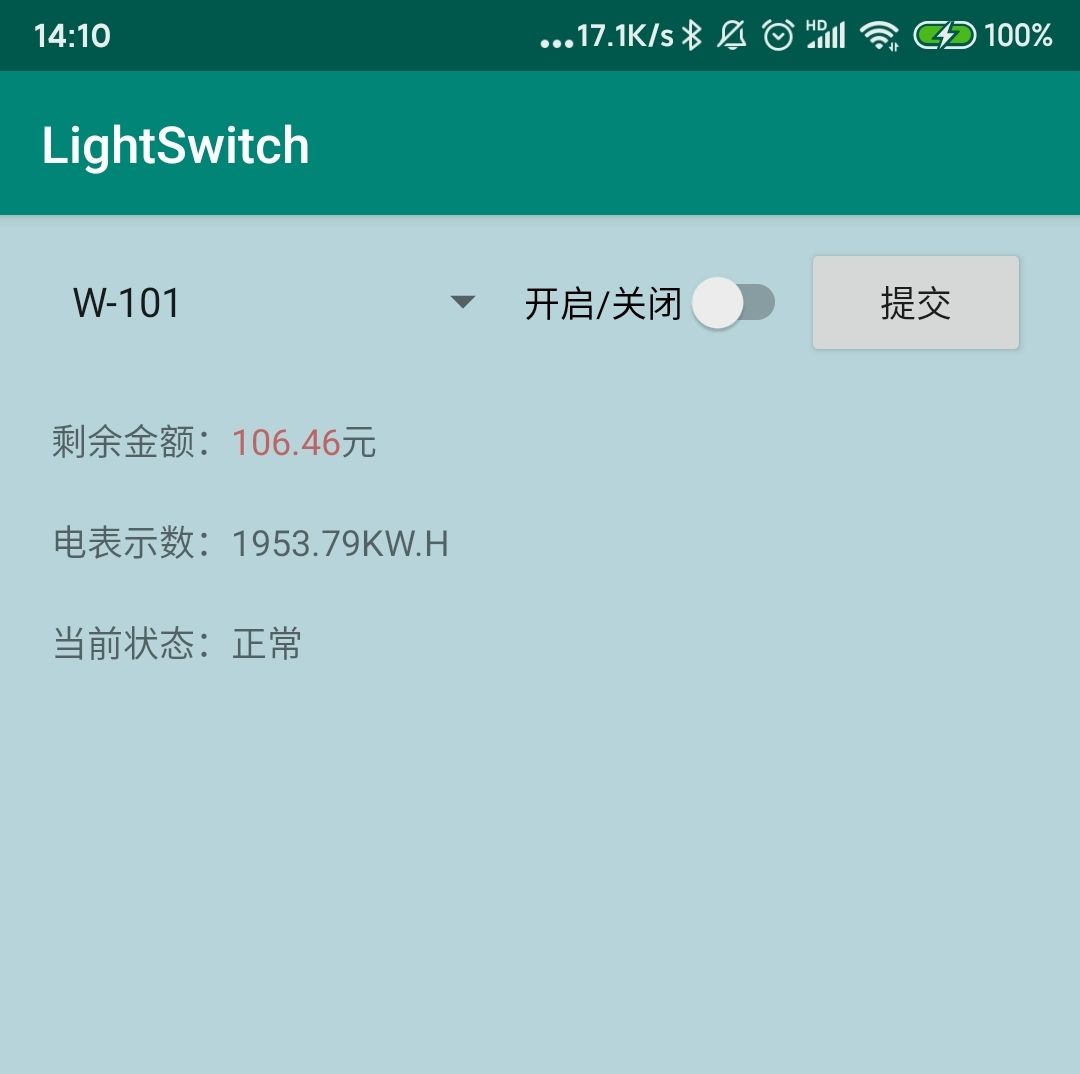 14:10 ...17.1K/s HD 100%
LightSwitch
W-101 开启/关闭 提交
剩余金额：106.46元
电表示数：1953.79KW.H
当前状态：正常